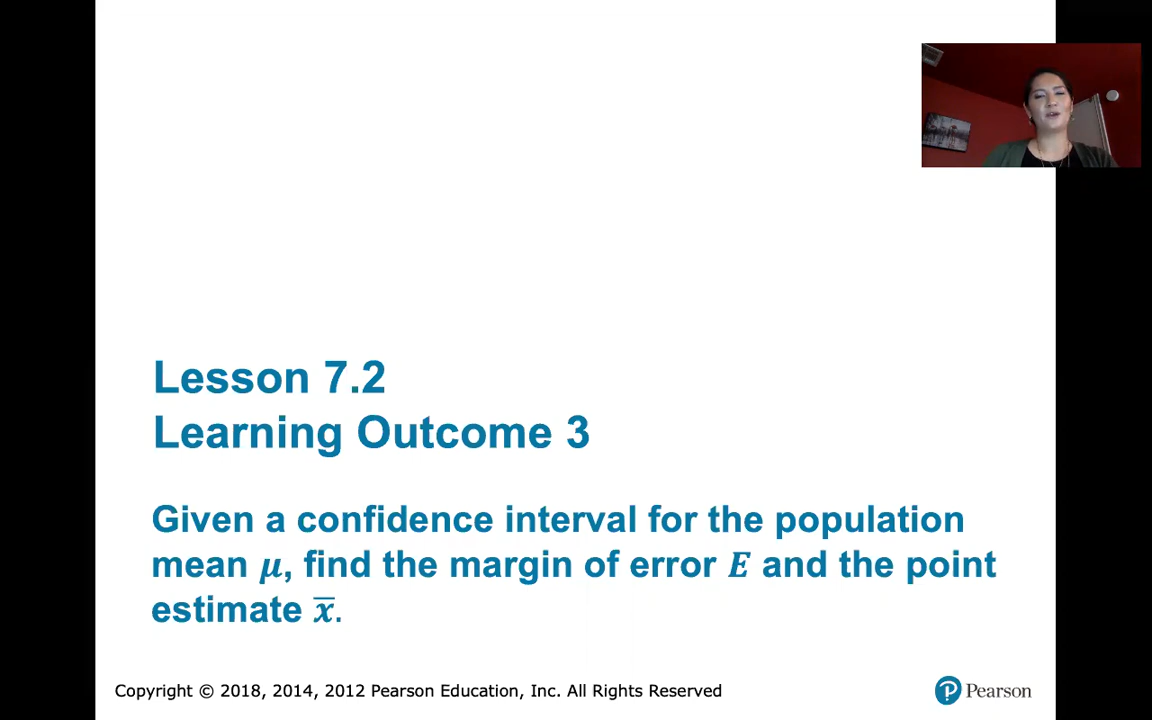 Lesson 7.2
Learning Outcome 3
Given a confidence interval for the population
mean μ, find the margin of error E and the point
estimate x̅.
Copyright © 2018, 2014, 2012 Pearson Education, Inc. All Rights Reserved
Pearson